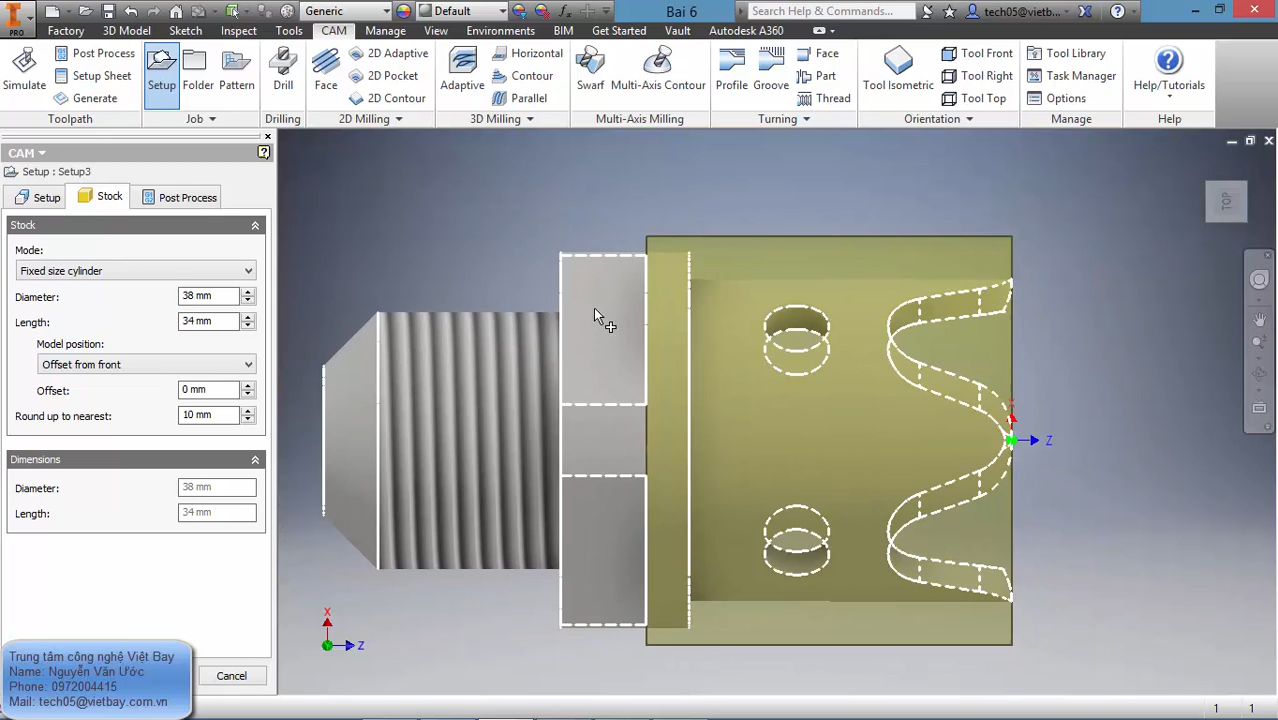 PRO
Generic
Default
fx
Bai 6
Search Help & Commands...
tech05@vietb...
Factory 3D Model Sketch Inspect Tools CAM Manage View Environments BIM Get Started Vault Autodesk A360
Simulate
Post Process
Setup Sheet
Generate
Toolpath
Setup
Folder
Pattern
Job
Drill
Drilling
Face
2D Adaptive
2D Pocket
2D Contour
2D Milling
Adaptive
Horizontal
Contour
Parallel
3D Milling
Swarf
Multi-Axis Contour
Multi-Axis Milling
Profile
Groove
Face
Part
Thread
Turning
Tool Isometric
Tool Front
Tool Right
Tool Top
Orientation
Tool Library
Task Manager
Options
Manage
Help/Tutorials
Help
CAM
Setup : Setup3
Setup Stock Post Process
Stock
Mode:
Fixed size cylinder
Diameter: 38 mm
Length: 34 mm
Model position:
Offset from front
Offset: 0 mm
Round up to nearest: 10 mm
Dimensions
Diameter: 38 mm
Length: 34 mm
Cancel
TOP
X
Z
X
Z
Trung tâm công nghệ Việt Bay
Name: Nguyễn Văn Ước
Phone: 0972004415
Mail: tech05@vietbay.com.vn
1 1